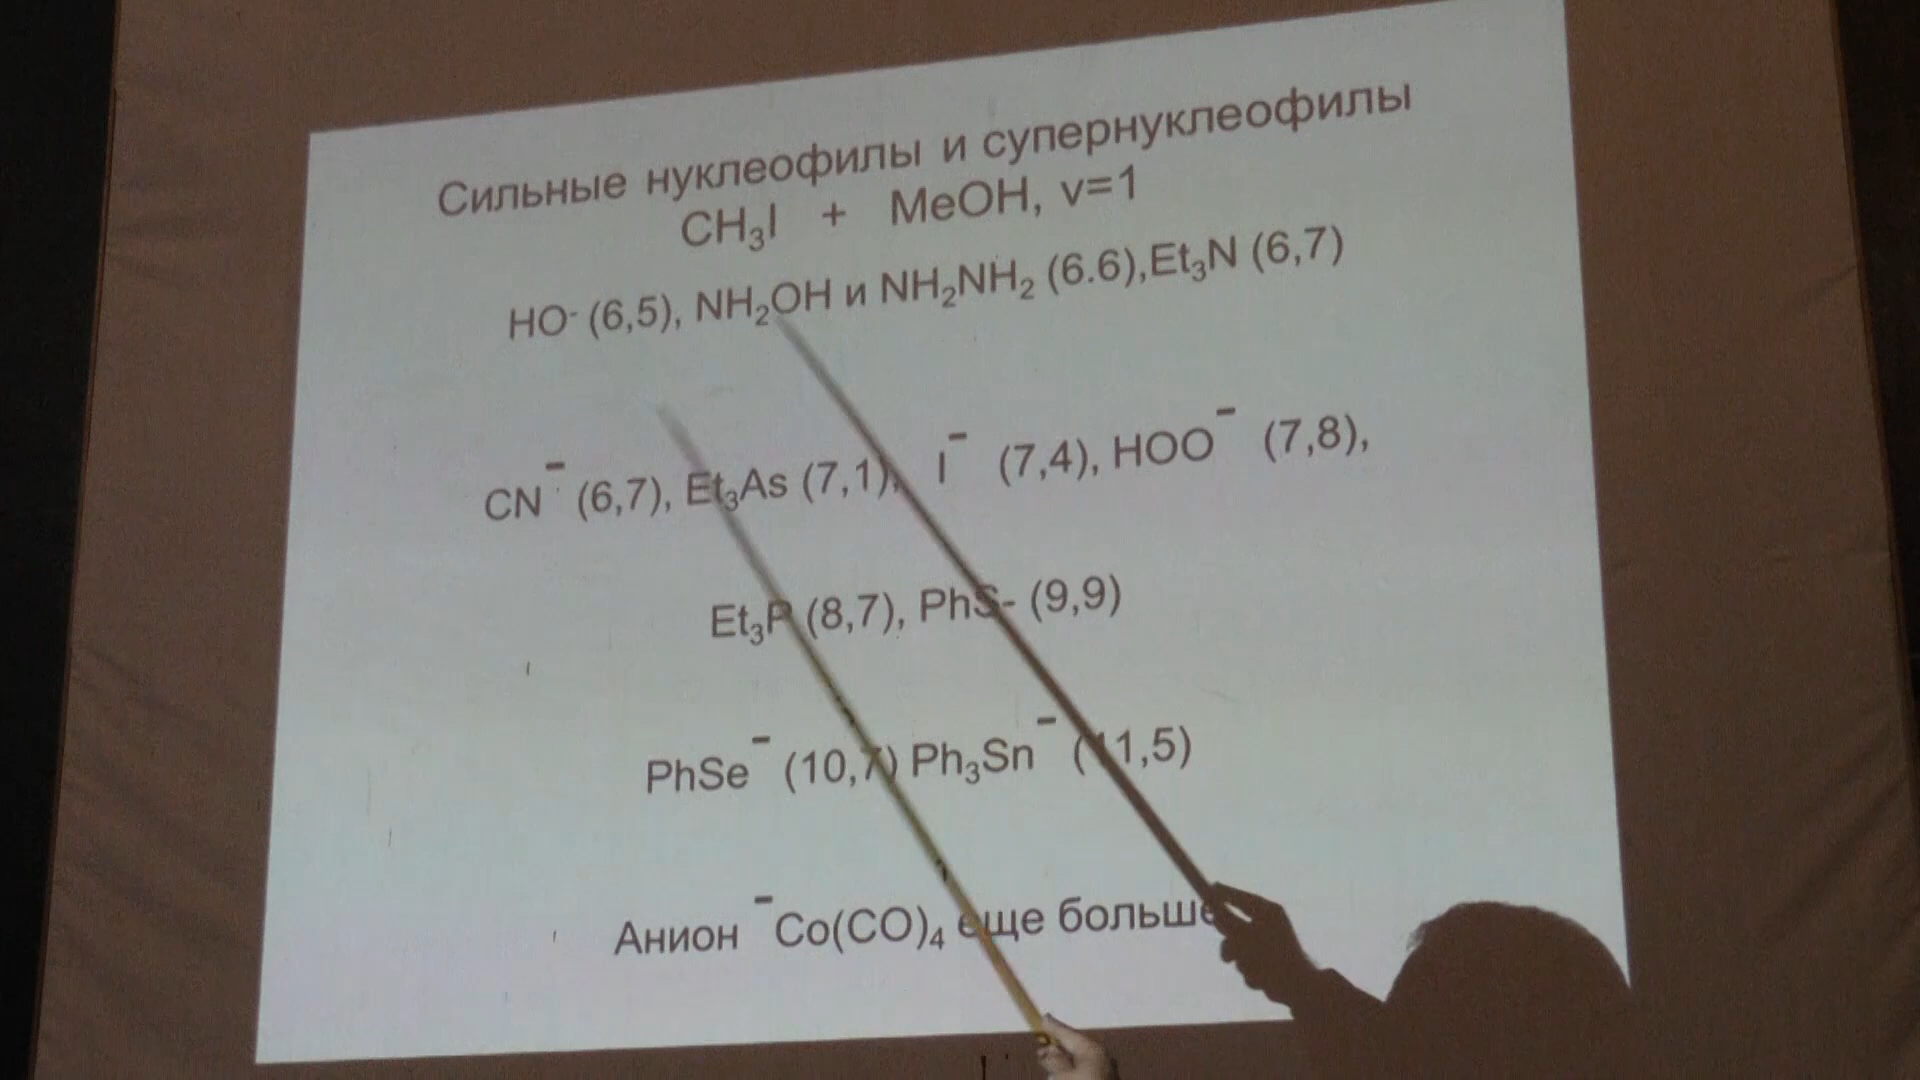 Сильные нуклеофилы и супернуклеофилы
CH₃I + MeOH, v=1
HO⁻ (6,5), NH₂OH и NH₂NH₂ (6.6),Et₃N (6,7)
CN⁻ (6,7), Et₃As (7,1), I⁻ (7,4), HOO⁻ (7,8),
Et₃P (8,7), PhS- (9,9)
PhSe⁻ (10,7) Ph₃Sn⁻ (11,5)
Анион ⁻Co(CO)₄ еще больше